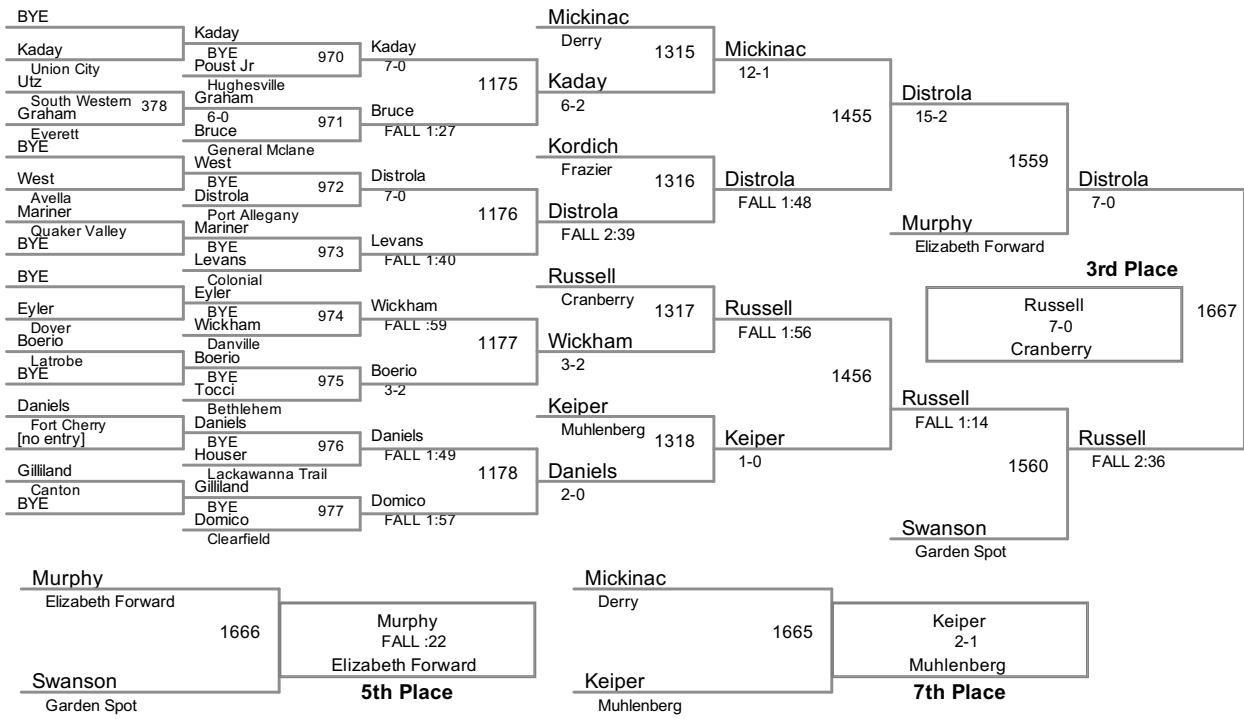 BYE
Kaday
Union City
Utz
South Western
378
Graham
Everett
BYE
West
Avella
Mariner
Quaker Valley
BYE
BYE
Eyler
Dover
Boerio
Latrobe
BYE
Daniels
Fort Cherry
[no entry]
Gilliland
Canton
BYE
Kaday
BYE
970
Poust Jr
Hughesville
Graham
6-0
971
Bruce
General Mclane
West
BYE
972
Distrola
Port Allegany
Mariner
BYE
973
Levans
Colonial
Eyler
BYE
974
Wickham
Danville
Boerio
BYE
975
Tocci
Bethlehem
Daniels
BYE
976
Houser
Lackawanna Trail
Gilliland
BYE
977
Domico
Clearfield
Kaday
7-0
1175
Bruce
FALL 1:27
Distrola
7-0
1176
Levans
FALL 1:40
Wickham
FALL :59
1177
Boerio
3-2
Daniels
FALL 1:49
1178
Domico
FALL 1:57
Mickinac
Derry
1315
Kaday
6-2
Kordich
Frazier
1316
Distrola
FALL 2:39
Russell
Cranberry
1317
Wickham
3-2
Keiper
Muhlenberg
1318
Daniels
2-0
Mickinac
12-1
1455
Distrola
FALL 1:48
Russell
FALL 1:56
1456
Keiper
1-0
Distrola
15-2
1559
Murphy
Elizabeth Forward
Russell
FALL 1:14
1560
Swanson
Garden Spot
Distrola
7-0
3rd Place
1667
Russell
7-0
Cranberry
Russell
FALL 2:36
Murphy
Elizabeth Forward
1666
Swanson
Garden Spot
Murphy
FALL :22
Elizabeth Forward
5th Place
Mickinac
Derry
1665
Keiper
Muhlenberg
Keiper
2-1
Muhlenberg
7th Place